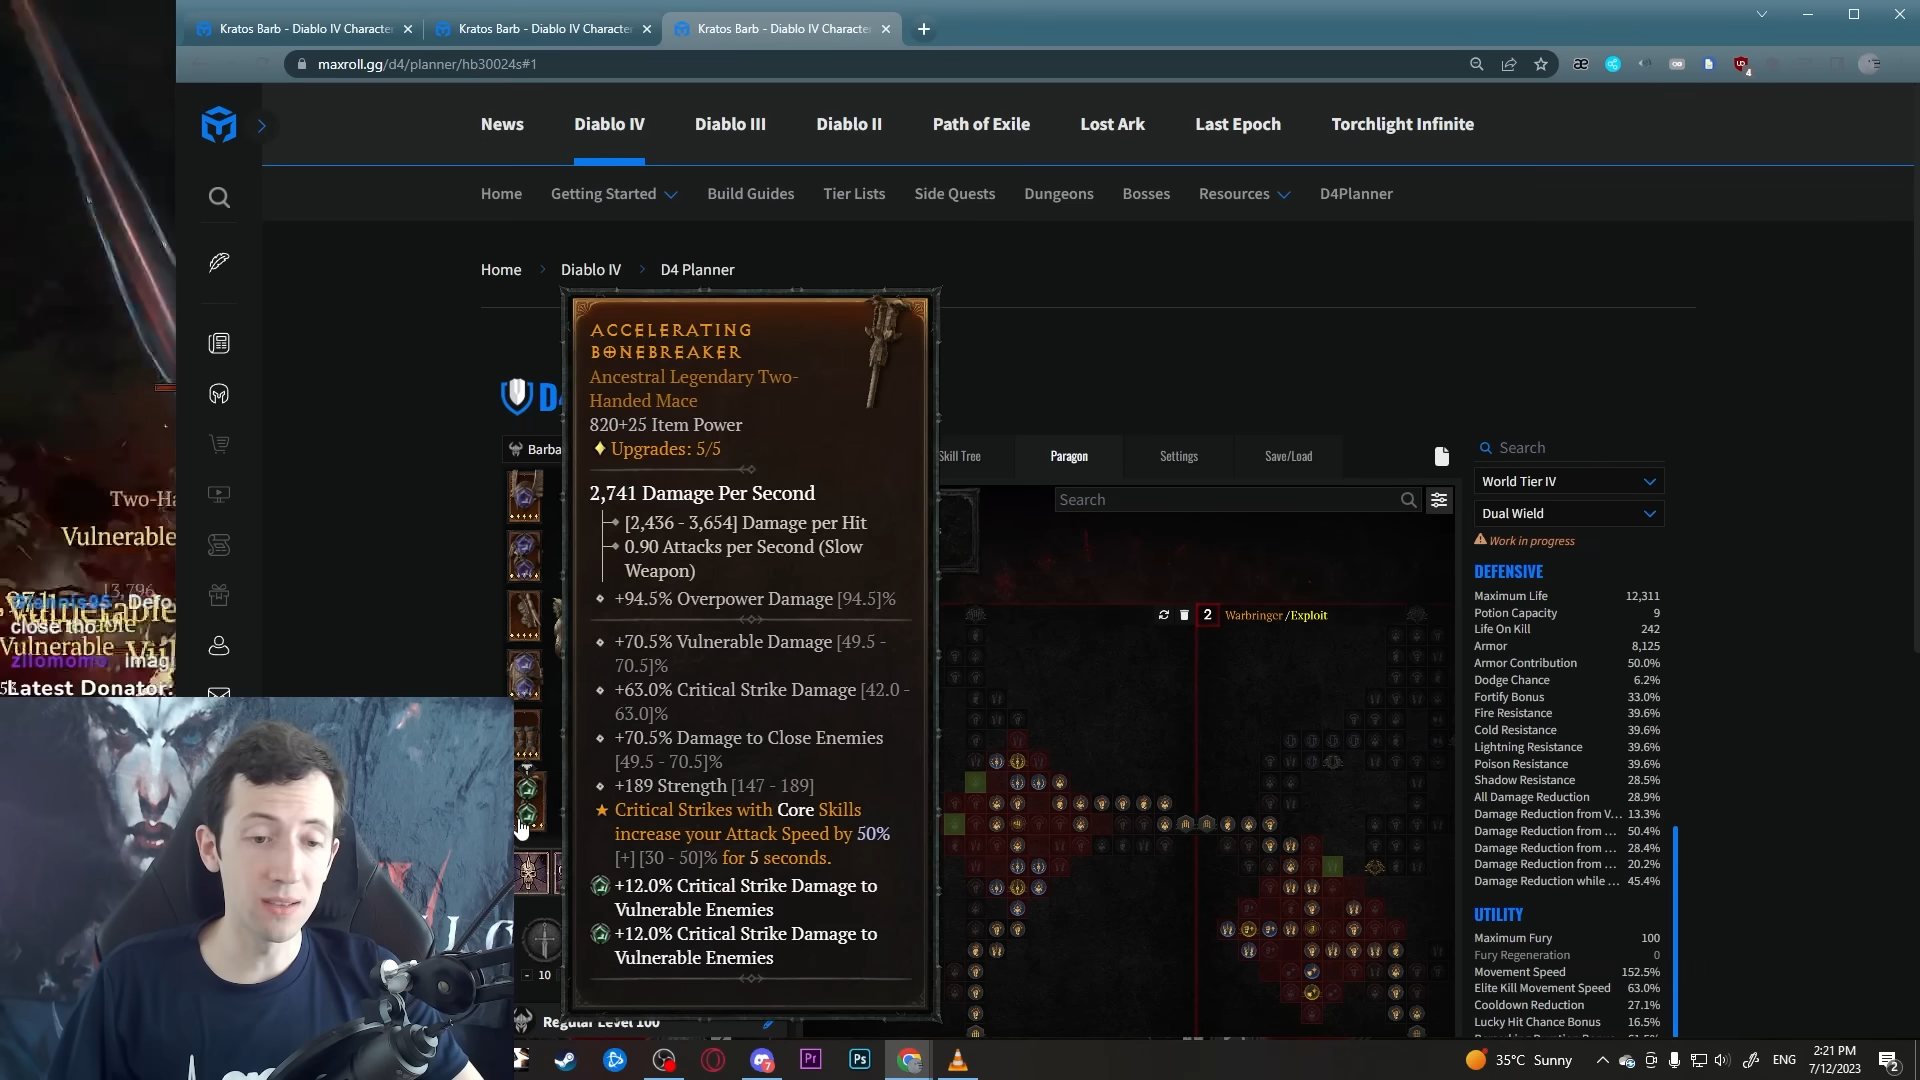 Kratos Barb - Diablo IV Characte
Kratos Barb - Diablo IV Characte
Kratos Barb - Diablo IV Characte
maxroll.gg/d4/planner/hb30024s#1
News
Diablo IV
Diablo III
Diablo II
Path of Exile
Lost Ark
Last Epoch
Torchlight Infinite
Home
Getting Started
Build Guides
Tier Lists
Side Quests
Dungeons
Bosses
Resources
D4Planner
Home
Diablo IV
D4 Planner
ACCELERATING
BONEBREAKER
Ancestral Legendary Two-
Handed Mace
820+25 Item Power
Upgrades: 5/5
2,741 Damage Per Second
[2,436 - 3,654] Damage per Hit
0.90 Attacks per Second (Slow
Weapon)
+94.5% Overpower Damage [94.5]%
+70.5% Vulnerable Damage [49.5 -
70.5]%
+63.0% Critical Strike Damage [42.0 -
63.0]%
+70.5% Damage to Close Enemies
[49.5 - 70.5]%
+189 Strength [147 - 189]
Critical Strikes with Core Skills
increase your Attack Speed by 50%
[+] [30 - 50]% for 5 seconds.
+12.0% Critical Strike Damage to
Vulnerable Enemies
+12.0% Critical Strike Damage to
Vulnerable Enemies
Barba
- 10
Regular Level 100
Skill Tree
Paragon
Settings
Save/Load
Search
2 Warbringer /Exploit
Search
World Tier IV
Dual Wield
Work in progress
DEFENSIVE
Maximum Life 12,311
Potion Capacity 9
Life On Kill 242
Armor 8,125
Armor Contribution 50.0%
Dodge Chance 6.2%
Fortify Bonus 33.0%
Fire Resistance 39.6%
Cold Resistance 39.6%
Lightning Resistance 39.6%
Poison Resistance 39.6%
Shadow Resistance 28.5%
All Damage Reduction 28.9%
Damage Reduction from V... 13.3%
Damage Reduction from ... 50.4%
Damage Reduction from ... 28.4%
Damage Reduction from ... 20.2%
Damage Reduction while ... 45.4%
UTILITY
Maximum Fury 100
Fury Regeneration 0
Movement Speed 152.5%
Elite Kill Movement Speed 63.0%
Cooldown Reduction 27.1%
Lucky Hit Chance Bonus 16.5%
Two-Ha
Vulnerable
13,796
close tho
Vulnerable
zilomomo imagi
Latest Donator:
35°C Sunny
ENG
2:21 PM
7/12/2023
2